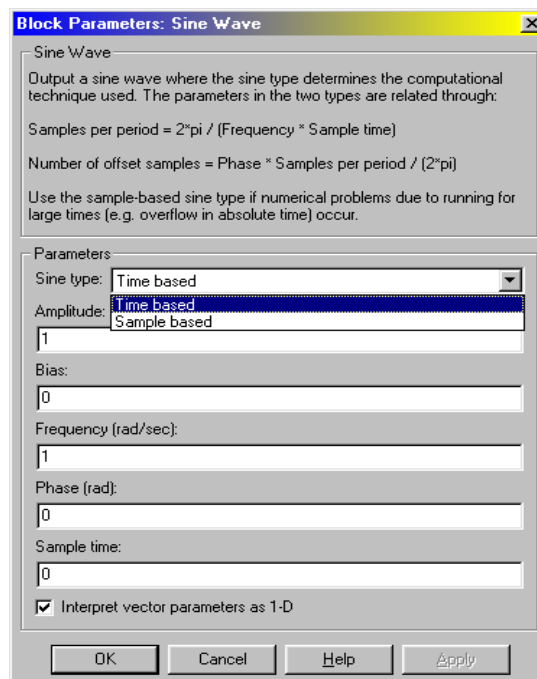 Block Parameters: Sine Wave
Sine Wave
Output a sine wave where the sine type determines the computational
technique used. The parameters in the two types are related through:
Samples per period = 2*pi / (Frequency * Sample time)
Number of offset samples = Phase * Samples per period / (2*pi)
Use the sample-based sine type if numerical problems due to running for
large times (e.g. overflow in absolute time) occur.
Parameters
Sine type: Time based
Time based
Sample based
Amplitude:
1
Bias:
0
Frequency (rad/sec):
1
Phase (rad):
0
Sample time:
0
Interpret vector parameters as 1-D
OK Cancel Help Apply